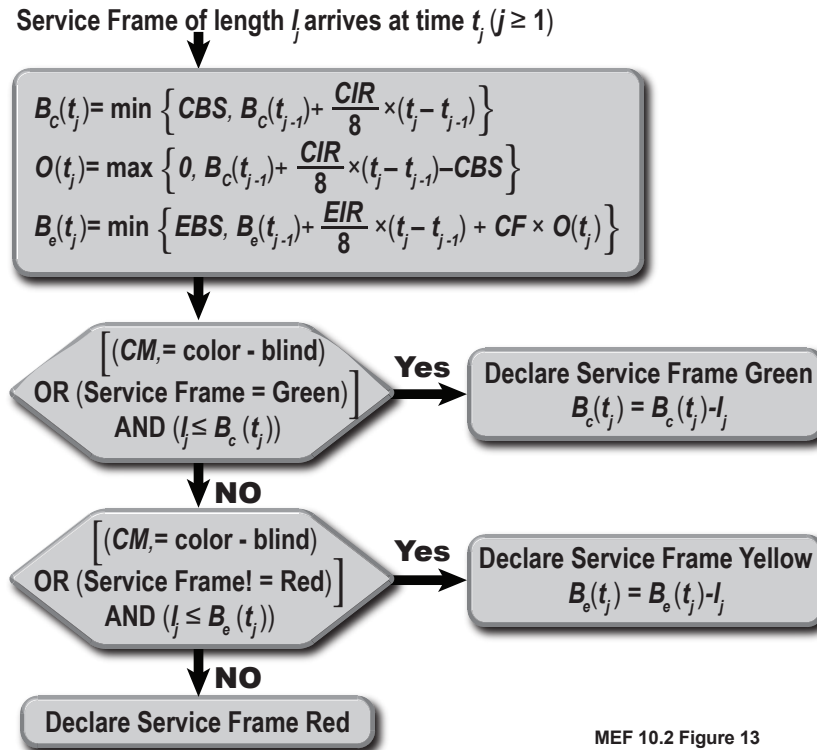 Service Frame of length lj arrives at time tj (j ≥ 1)
Bc(tj)= min { CBS, Bc(tj-1)+ CIR/8 ×(tj– tj-1) }
O(tj)= max { 0, Bc(tj-1)+ CIR/8 ×(tj– tj-1)–CBS }
Be(tj)= min { EBS, Be(tj-1)+ EIR/8 ×(tj– tj-1) + CF × O(tj) }
[(CM,= color - blind)
OR (Service Frame = Green)]
AND (lj ≤ Bc (tj))
Yes
Declare Service Frame Green
Bc(tj) = Bc(tj)-lj
NO
[(CM,= color - blind)
OR (Service Frame! = Red)]
AND (lj ≤ Be (tj))
Yes
Declare Service Frame Yellow
Be(tj) = Be(tj)-lj
NO
Declare Service Frame Red
MEF 10.2 Figure 13